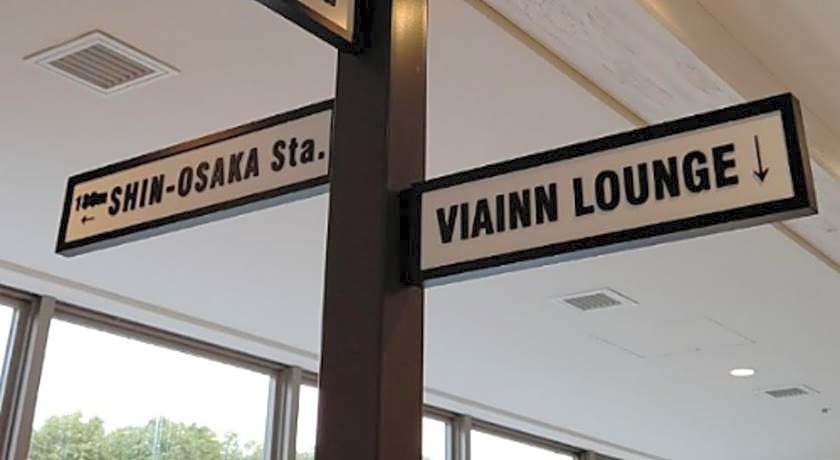 SHIN-OSAKA Sta.
←
VIAINN LOUNGE ↓